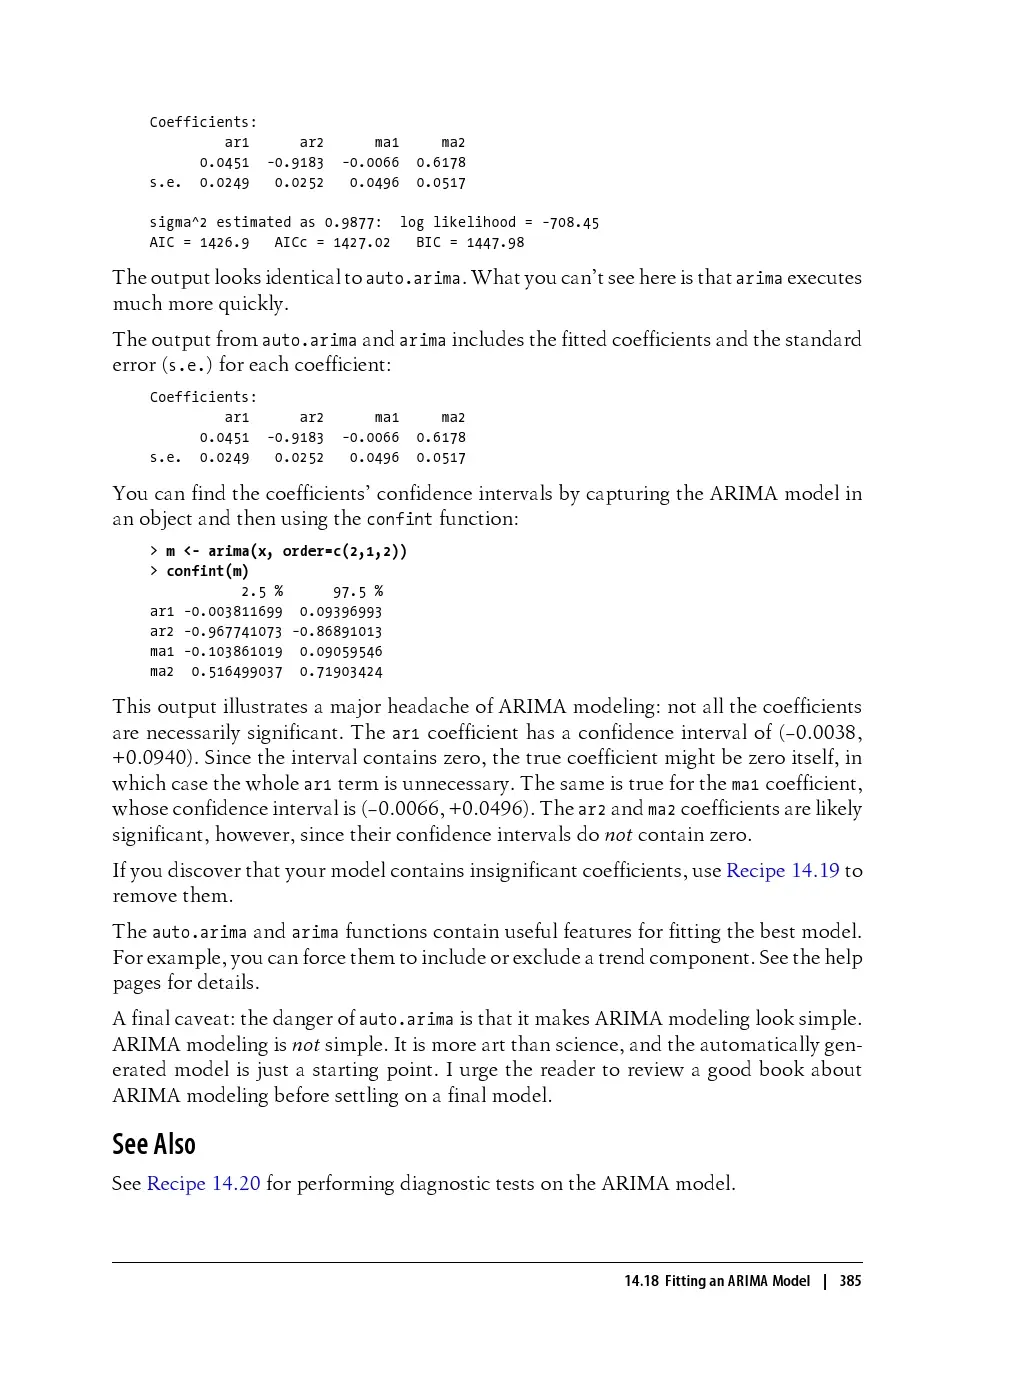 Coefficients:
ar1 ar2 ma1 ma2
0.0451 -0.9183 -0.0066 0.6178
s.e. 0.0249 0.0252 0.0496 0.0517
sigma^2 estimated as 0.9877: log likelihood = -708.45
AIC = 1426.9 AICc = 1427.02 BIC = 1447.98
The output looks identical to auto.arima. What you can’t see here is that arima executes
much more quickly.
The output from auto.arima and arima includes the fitted coefficients and the standard
error (s.e.) for each coefficient:
Coefficients:
ar1 ar2 ma1 ma2
0.0451 -0.9183 -0.0066 0.6178
s.e. 0.0249 0.0252 0.0496 0.0517
You can find the coefficients’ confidence intervals by capturing the ARIMA model in
an object and then using the confint function:
> m <- arima(x, order=c(2,1,2))
> confint(m)
2.5 % 97.5 %
ar1 -0.003811699 0.09396993
ar2 -0.967741073 -0.86891013
ma1 -0.103861019 0.09059546
ma2 0.516499037 0.71903424
This output illustrates a major headache of ARIMA modeling: not all the coefficients
are necessarily significant. The ar1 coefficient has a confidence interval of (–0.0038,
+0.0940). Since the interval contains zero, the true coefficient might be zero itself, in
which case the whole ar1 term is unnecessary. The same is true for the ma1 coefficient,
whose confidence interval is (–0.0066, +0.0496). The ar2 and ma2 coefficients are likely
significant, however, since their confidence intervals do not contain zero.
If you discover that your model contains insignificant coefficients, use Recipe 14.19 to
remove them.
The auto.arima and arima functions contain useful features for fitting the best model.
For example, you can force them to include or exclude a trend component. See the help
pages for details.
A final caveat: the danger of auto.arima is that it makes ARIMA modeling look simple.
ARIMA modeling is not simple. It is more art than science, and the automatically gen-
erated model is just a starting point. I urge the reader to review a good book about
ARIMA modeling before settling on a final model.
See Also
See Recipe 14.20 for performing diagnostic tests on the ARIMA model.
14.18 Fitting an ARIMA Model | 385